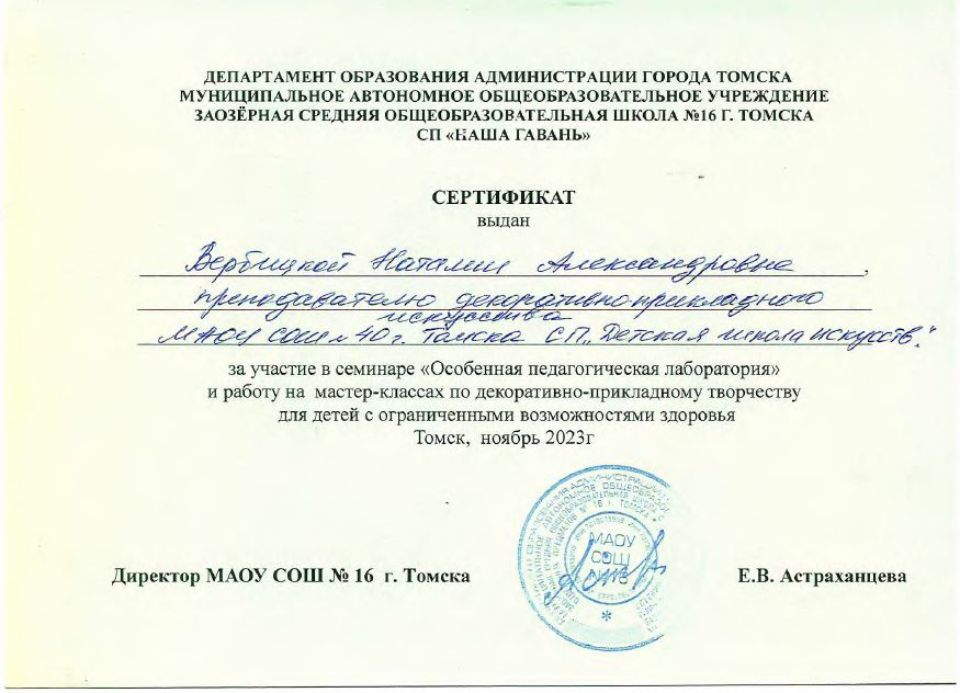 ДЕПАРТАМЕНТ ОБРАЗОВАНИЯ АДМИНИСТРАЦИИ ГОРОДА ТОМСКА
МУНИЦИПАЛЬНОЕ АВТОНОМНОЕ ОБЩЕОБРАЗОВАТЕЛЬНОЕ УЧРЕЖДЕНИЕ
ЗАОЗЁРНАЯ СРЕДНЯЯ ОБЩЕОБРАЗОВАТЕЛЬНАЯ ШКОЛА №16 Г. ТОМСКА
СП «НАША ГАВАНЬ»
СЕРТИФИКАТ
выдан
Вербицкой Наталии Александровне,
преподавателю декоративно-прикладного
искусства
МАОУ СОШ № 40 г. Томска СП „Детская школа искусств."
за участие в семинаре «Особенная педагогическая лаборатория»
и работу на мастер-классах по декоративно-прикладному творчеству
для детей с ограниченными возможностями здоровья
Томск, ноябрь 2023г
МАОУ
СОШ
№16
Директор МАОУ СОШ № 16 г. Томска
Е.В. Астраханцева